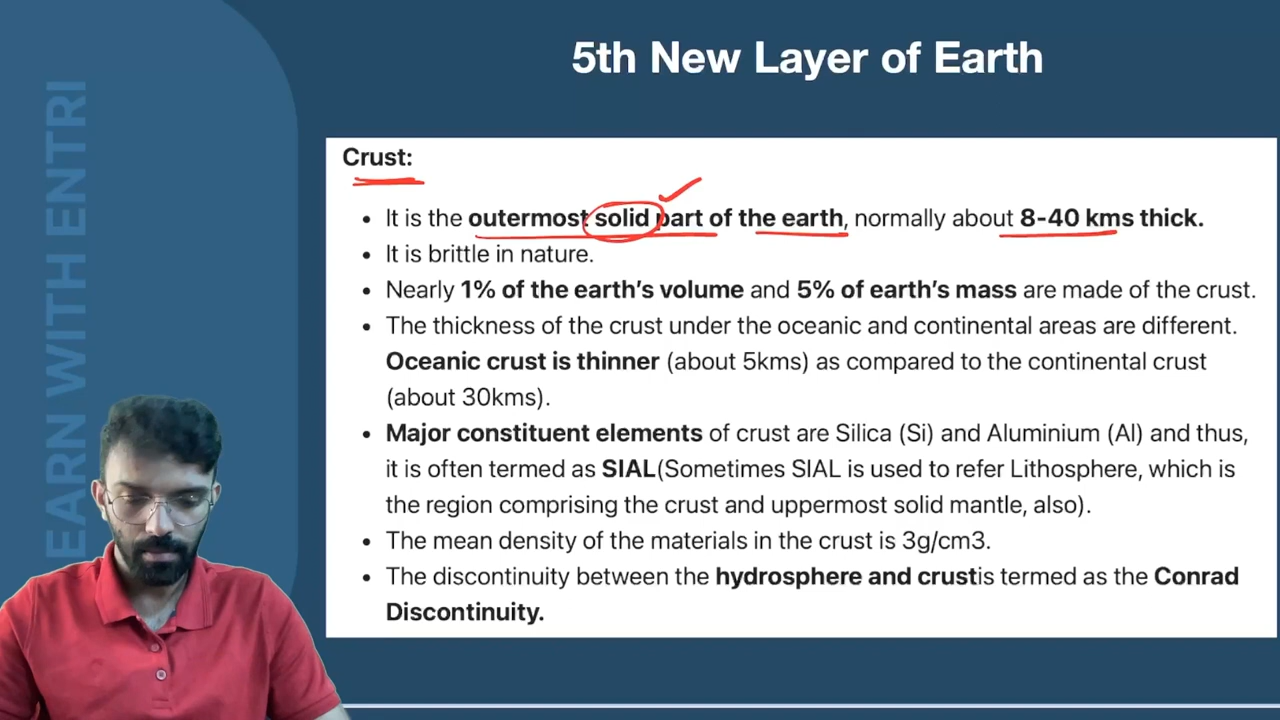 5th New Layer of Earth
EARN WITH ENTRI
Crust:
• It is the outermost solid part of the earth, normally about 8-40 kms thick.
• It is brittle in nature.
• Nearly 1% of the earth’s volume and 5% of earth’s mass are made of the crust.
• The thickness of the crust under the oceanic and continental areas are different.
Oceanic crust is thinner (about 5kms) as compared to the continental crust
(about 30kms).
• Major constituent elements of crust are Silica (Si) and Aluminium (Al) and thus,
it is often termed as SIAL(Sometimes SIAL is used to refer Lithosphere, which is
the region comprising the crust and uppermost solid mantle, also).
• The mean density of the materials in the crust is 3g/cm3.
• The discontinuity between the hydrosphere and crustis termed as the Conrad
Discontinuity.